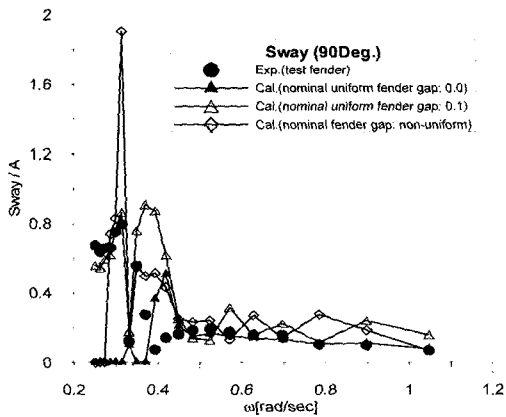 2
Sway (90Deg.)
Exp.(test fender)
Cal.(nominal uniform fender gap: 0.0)
Cal.(nominal uniform fender gap: 0.1)
Cal.(nominal fender gap: non-uniform)
1.6
1.2
Sway / A
0.8
0.4
0
0.2 0.4 0.6 0.8 1 1.2
ω[rad/sec]